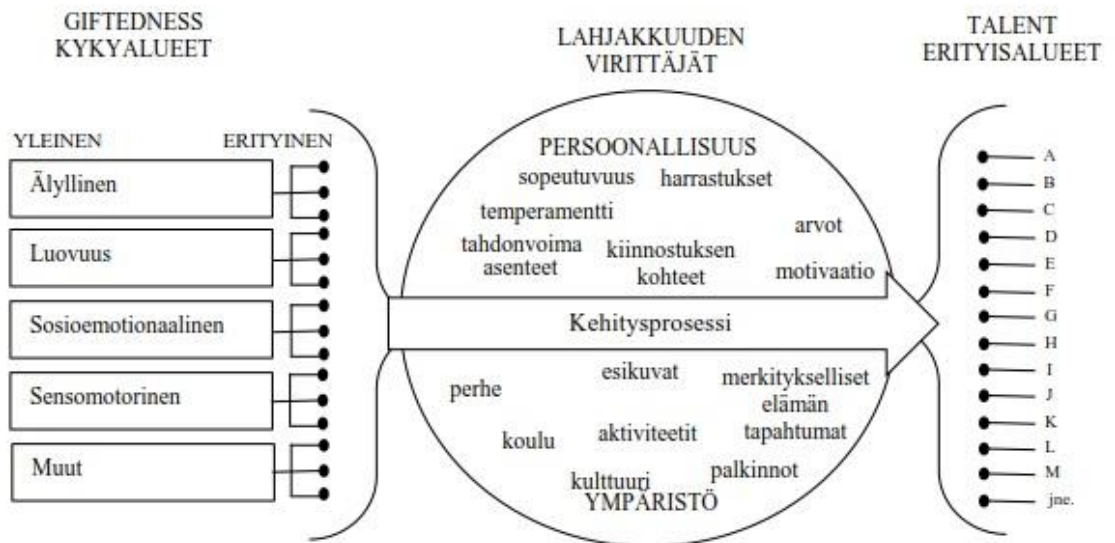 GIFTEDNESS
KYKYALUEET
LAHJAKKUUDEN
VIRITTÄJÄT
TALENT
ERITYISALUEET
YLEINEN
ERITYINEN
Älyllinen
Luovuus
Sosioemotionaalinen
Sensomotorinen
Muut
PERSOONALLISUUS
sopeutuvuus
harrastukset
temperamentti
arvot
tahdonvoima
asenteet
kiinnostuksen
kohteet
motivaatio
Kehitysprosessi
perhe
esikuvat
merkitykselliset
elämän
tapahtumat
koulu
aktiviteetit
kulttuuri
palkinnot
YMPÄRISTÖ
A
B
C
D
E
F
G
H
I
J
K
L
M
jne.